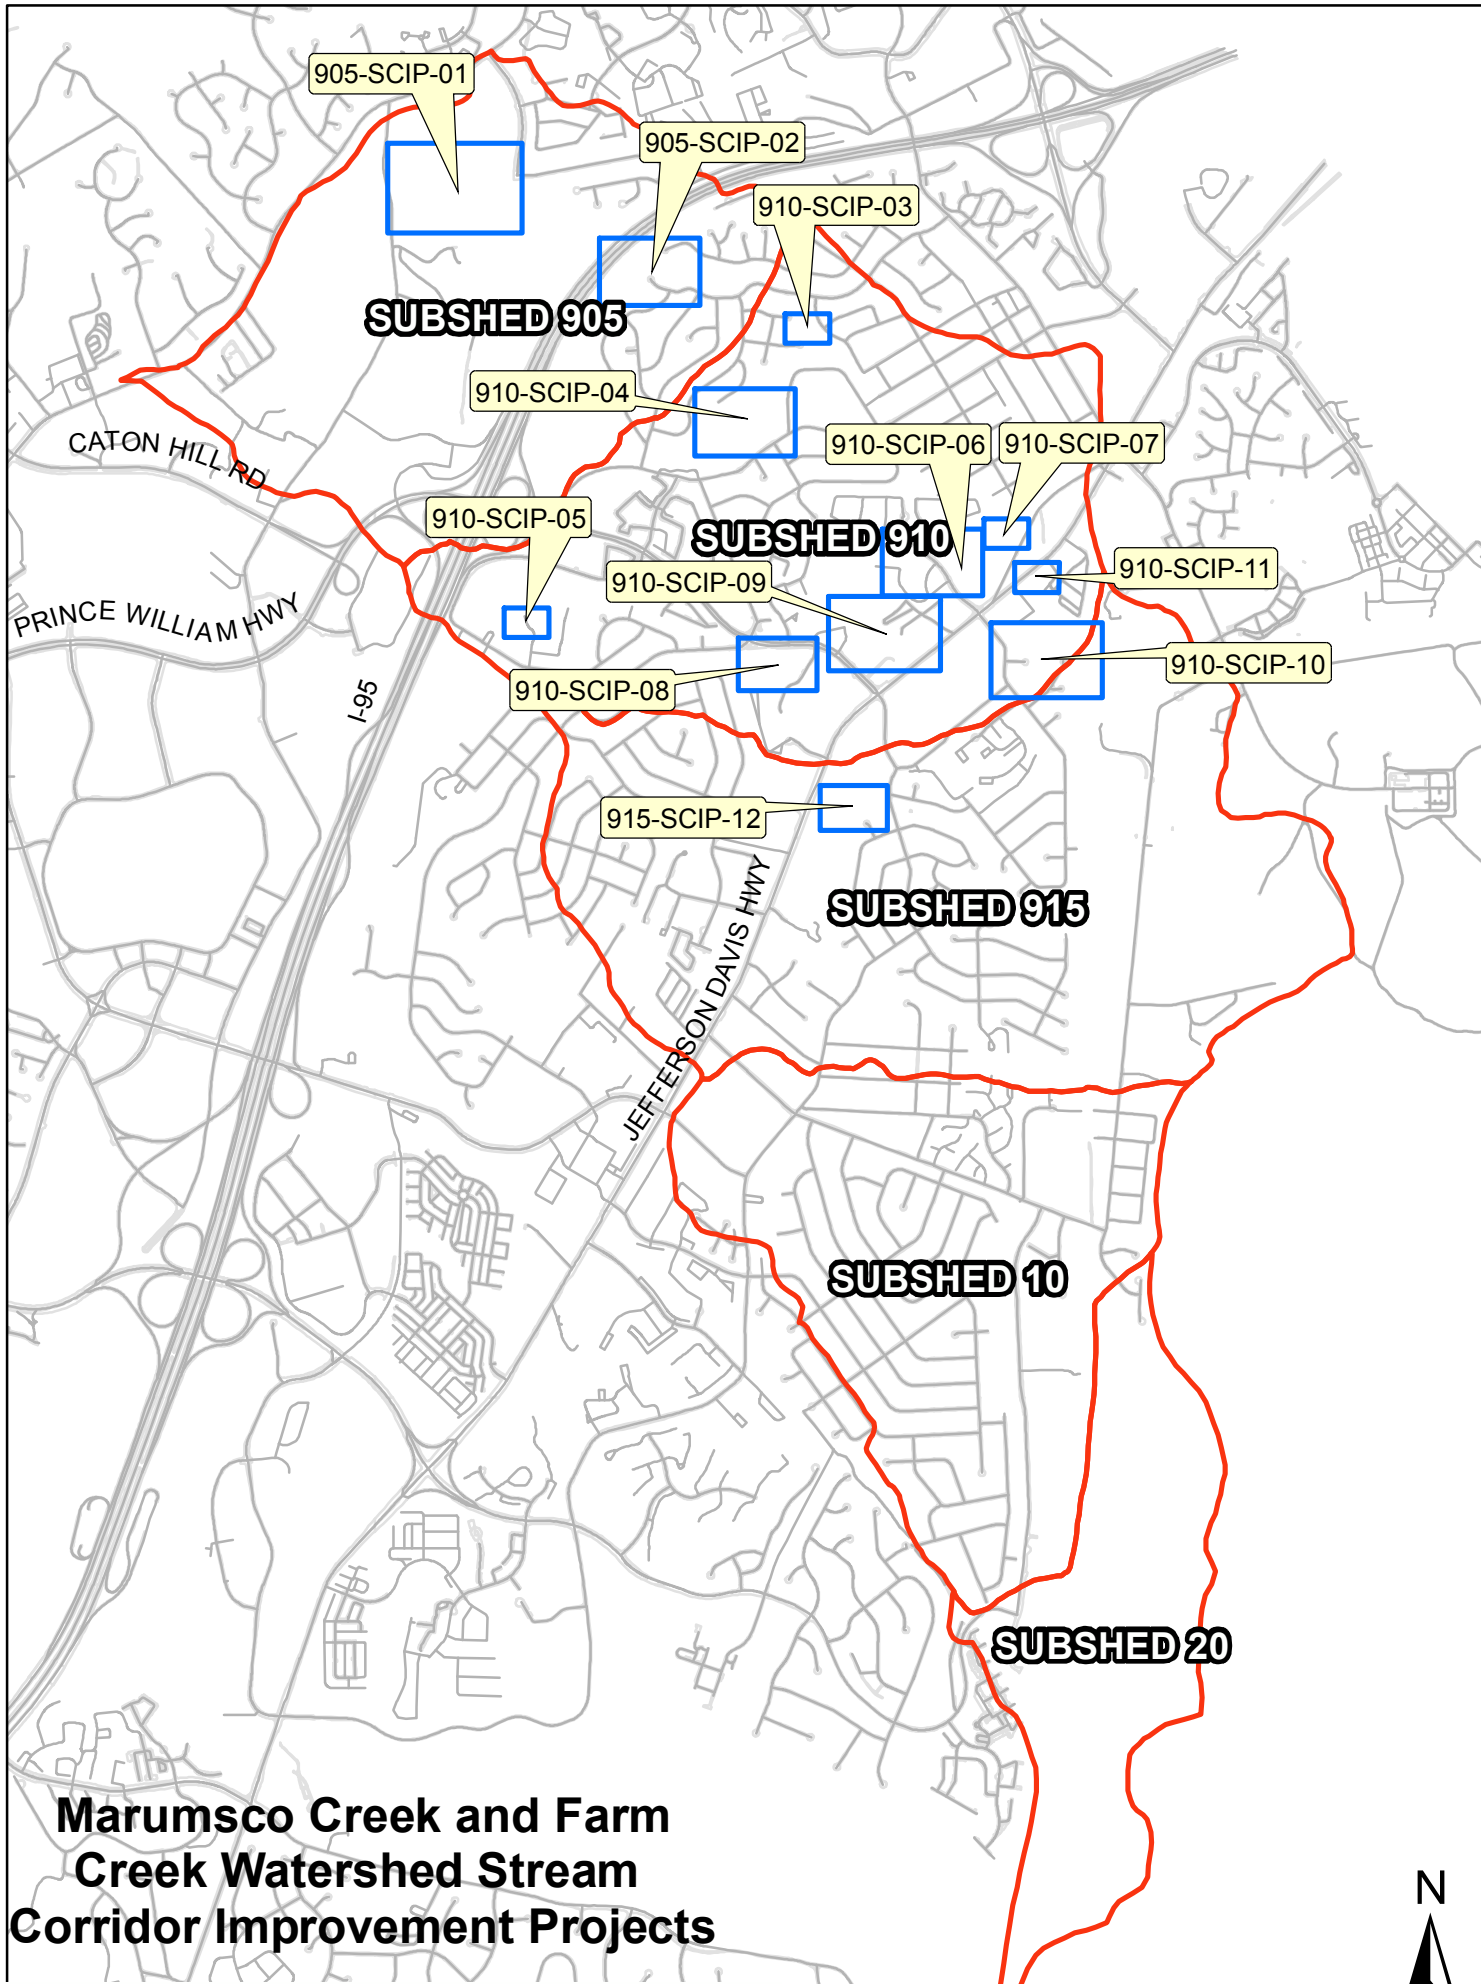 905-SCIP-01
905-SCIP-02
910-SCIP-03
SUBSHED 905
910-SCIP-04
CATON HILL RD
910-SCIP-06
910-SCIP-07
910-SCIP-05
SUBSHED 910
910-SCIP-11
910-SCIP-09
PRINCE WILLIAM HWY
910-SCIP-10
910-SCIP-08
I-95
915-SCIP-12
SUBSHED 915
JEFFERSON DAVIS HWY
SUBSHED 10
SUBSHED 20
Marumsco Creek and Farm
Creek Watershed Stream
Corridor Improvement Projects
N